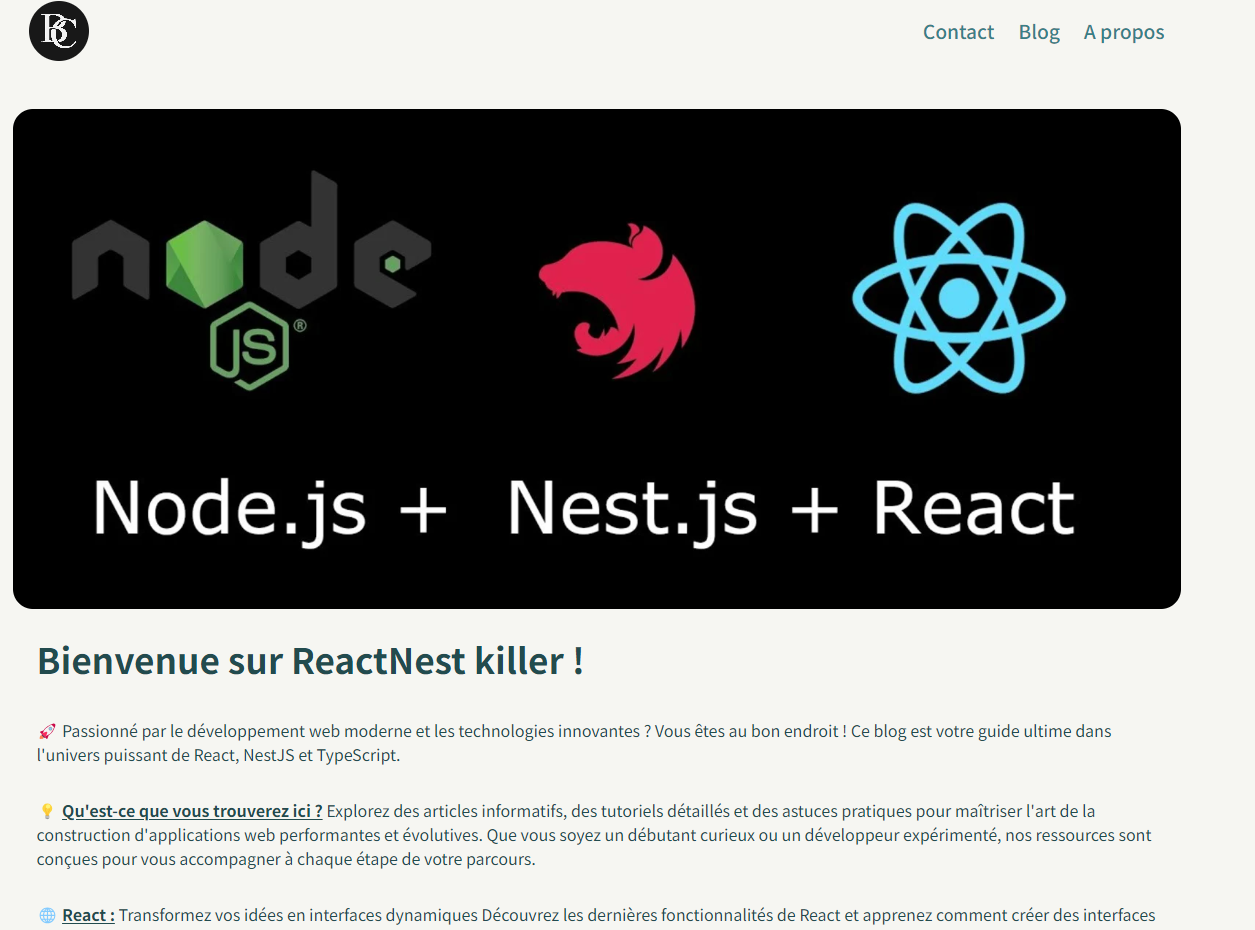 BC
Contact Blog A propos
node
JS ®
Node.js + Nest.js + React
Bienvenue sur ReactNest killer !
🚀 Passionné par le développement web moderne et les technologies innovantes ? Vous êtes au bon endroit ! Ce blog est votre guide ultime dans
l'univers puissant de React, NestJS et TypeScript.
💡 Qu'est-ce que vous trouverez ici ? Explorez des articles informatifs, des tutoriels détaillés et des astuces pratiques pour maîtriser l'art de la
construction d'applications web performantes et évolutives. Que vous soyez un débutant curieux ou un développeur expérimenté, nos ressources sont
conçues pour vous accompagner à chaque étape de votre parcours.
🌐 React : Transformez vos idées en interfaces dynamiques Découvrez les dernières fonctionnalités de React et apprenez comment créer des interfaces